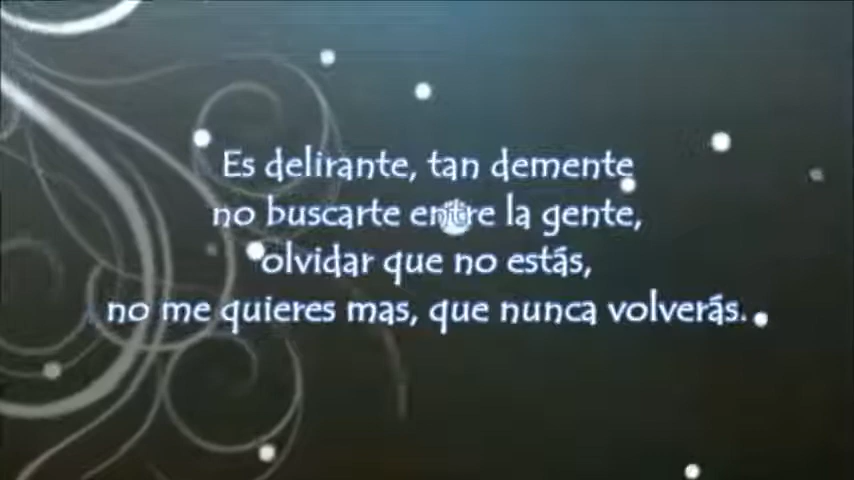 Es delirante, tan demente
no buscarte entre la gente,
olvidar que no estás,
no me quieres mas, que nunca volverás.